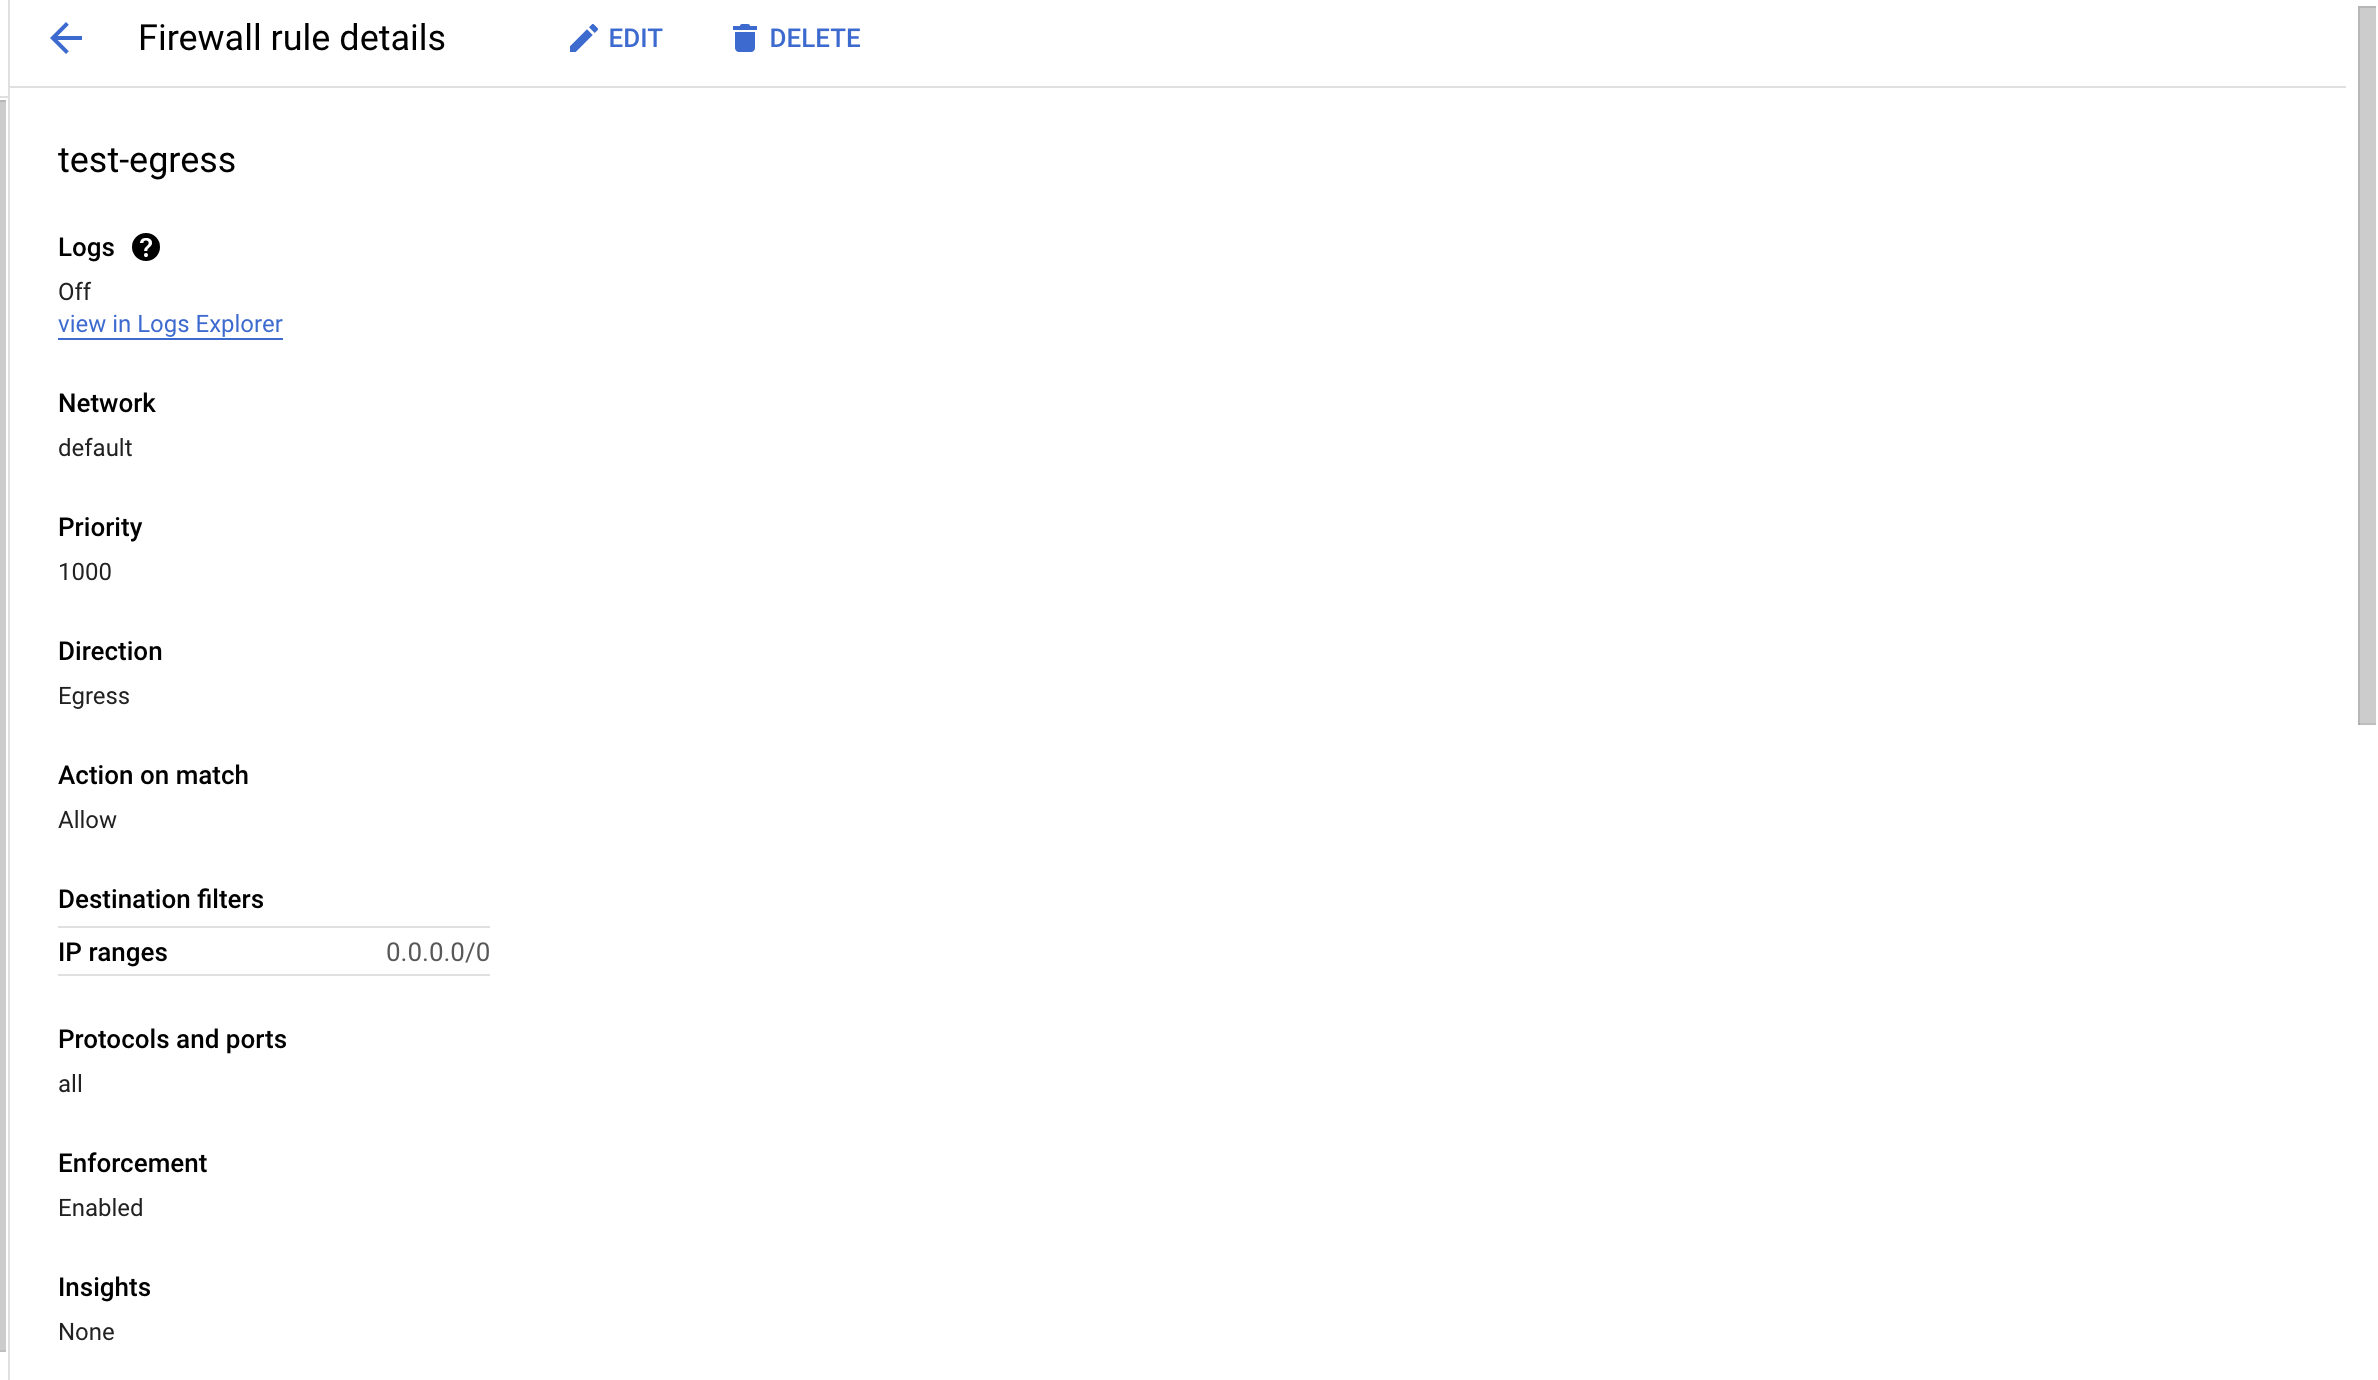 Firewall rule details EDIT DELETE
test-egress
Logs ?
Off
view in Logs Explorer
Network
default
Priority
1000
Direction
Egress
Action on match
Allow
Destination filters
IP ranges 0.0.0.0/0
Protocols and ports
all
Enforcement
Enabled
Insights
None